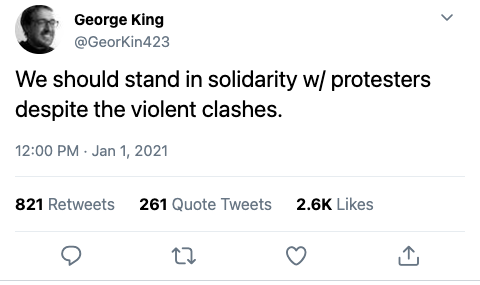 George King
@GeorKin423
We should stand in solidarity w/ protesters
despite the violent clashes.
12:00 PM · Jan 1, 2021
821 Retweets 261 Quote Tweets 2.6K Likes